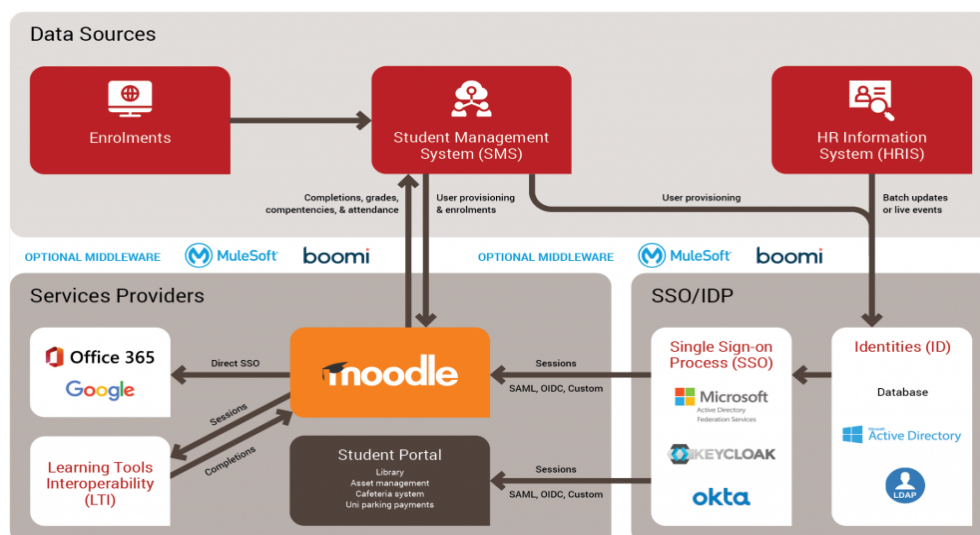 Data Sources
Enrolments
Student Management
System (SMS)
HR Information
System (HRIS)
Completions, grades,
compentencies, & attendance
User provisioning
& enrolments
User provisioning
Batch updates
or live events
OPTIONAL MIDDLEWARE
MuleSoft
boomi
OPTIONAL MIDDLEWARE
MuleSoft
boomi
Services Providers
Office 365
Google
Direct SSO
moodle
Sessions
Completions
Learning Tools
Interoperability
(LTI)
Student Portal
Library
Asset management
Cafeteria system
Uni parking payments
Sessions
SAML, OIDC, Custom
Sessions
SAML, OIDC, Custom
SSO/IDP
Single Sign-on
Process (SSO)
Microsoft
Active Directory
Federation Services
KEYCLOAK
okta
Identities (ID)
Database
Microsoft
Active Directory
LDAP